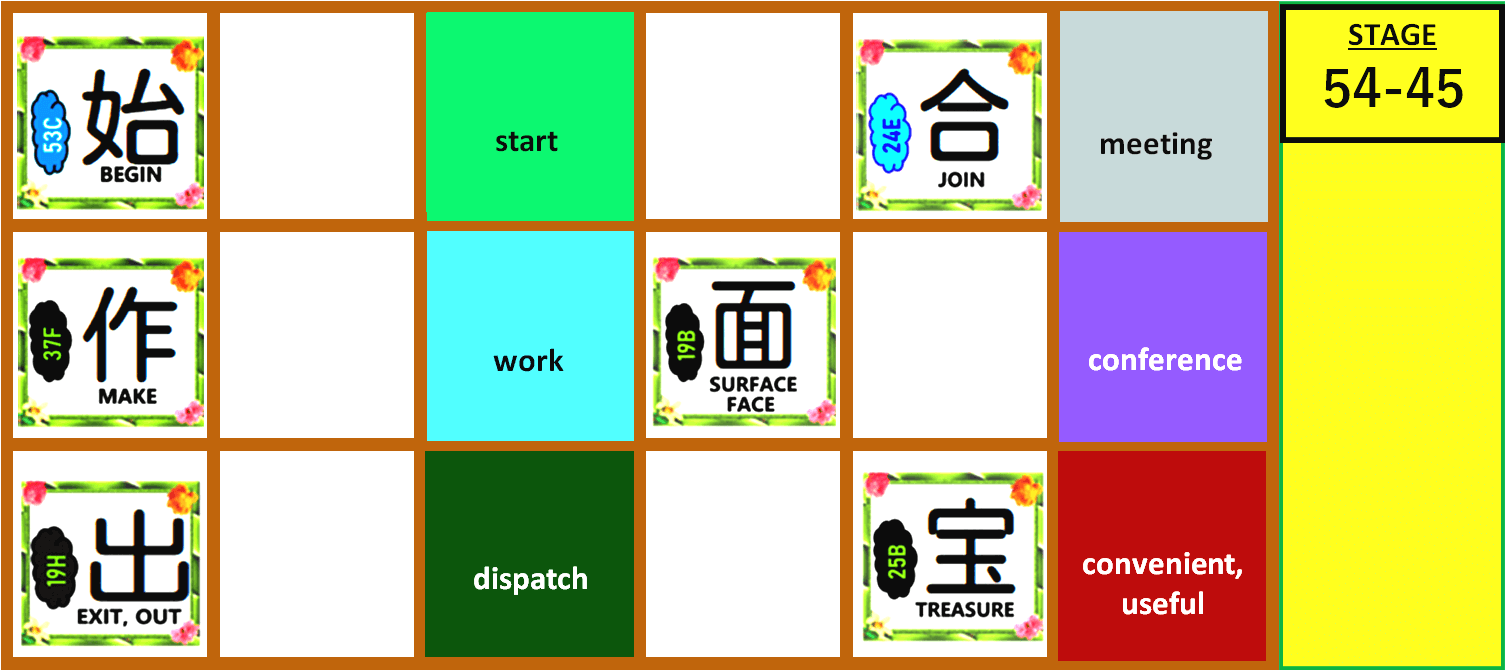 53C
始
BEGIN
start
24E
合
JOIN
meeting
STAGE
54-45
37F
作
MAKE
work
19B
面
SURFACE
FACE
conference
19H
出
EXIT, OUT
dispatch
25B
宝
TREASURE
convenient,
useful